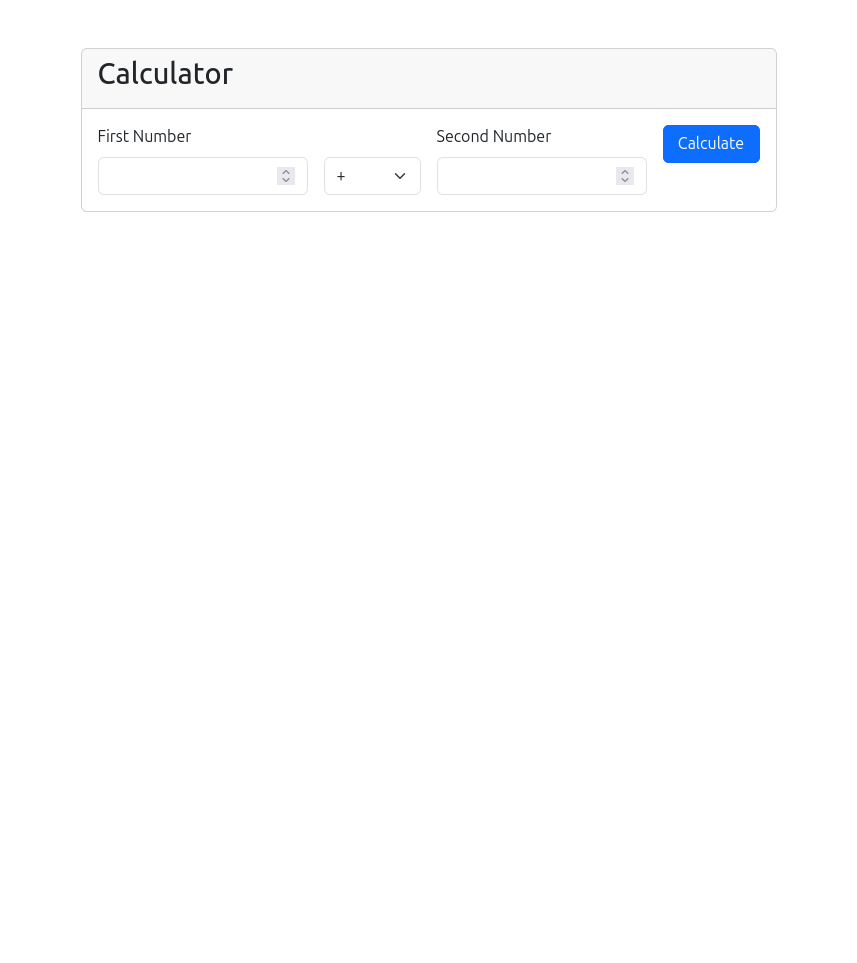 Calculator
First Number
+
Second Number
Calculate